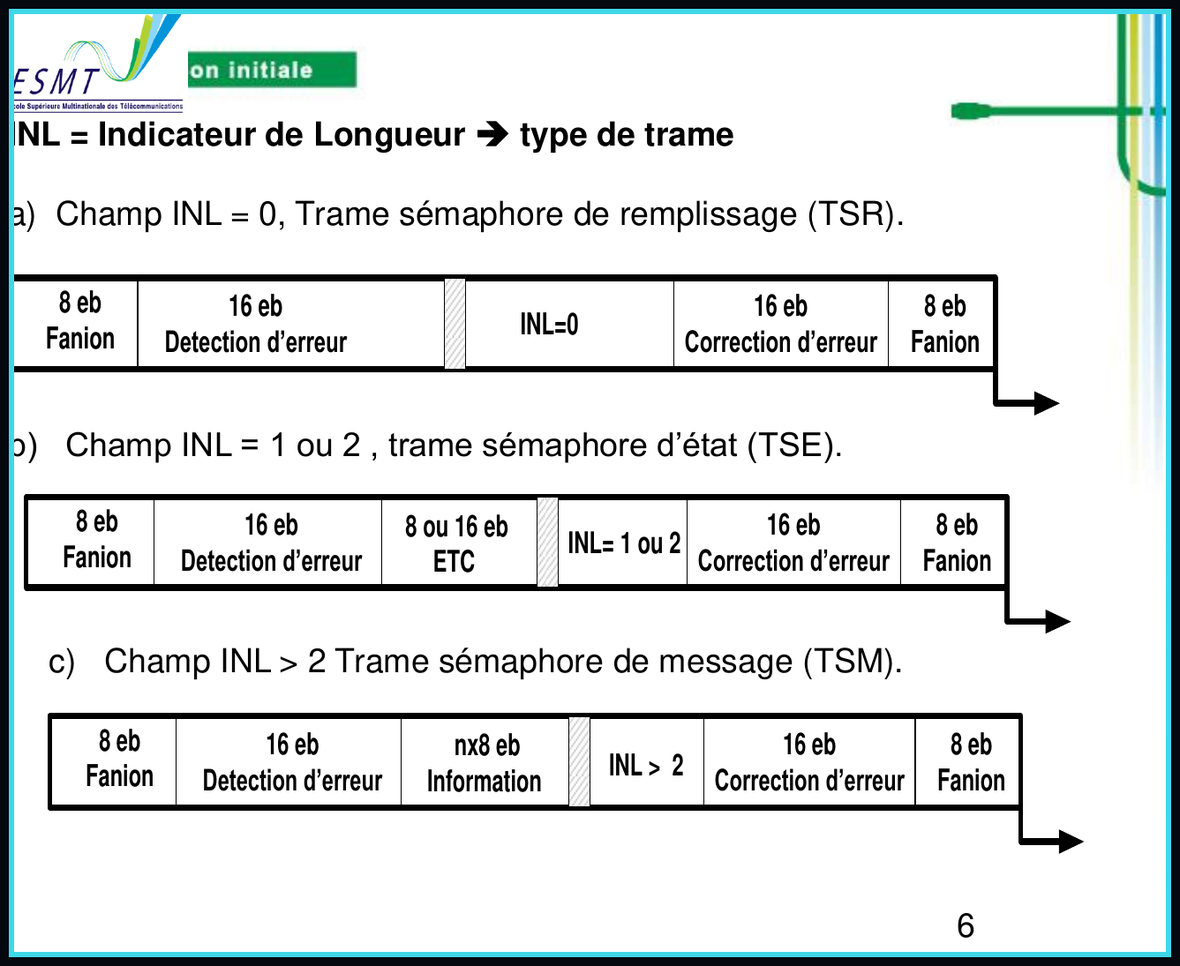 ESMT
on initiale
cole Supérieure Multinationale des Télécommunications
INL = Indicateur de Longueur ➔ type de trame
a) Champ INL = 0, Trame sémaphore de remplissage (TSR).
8 eb 16 eb 16 eb 8 eb
Fanion Detection d’erreur INL=0 Correction d’erreur Fanion
b) Champ INL = 1 ou 2 , trame sémaphore d’état (TSE).
8 eb 16 eb 8 ou 16 eb 16 eb 8 eb
Fanion Detection d’erreur ETC INL= 1 ou 2 Correction d’erreur Fanion
c) Champ INL > 2 Trame sémaphore de message (TSM).
8 eb 16 eb nx8 eb 16 eb 8 eb
Fanion Detection d’erreur Information INL > 2 Correction d’erreur Fanion
6